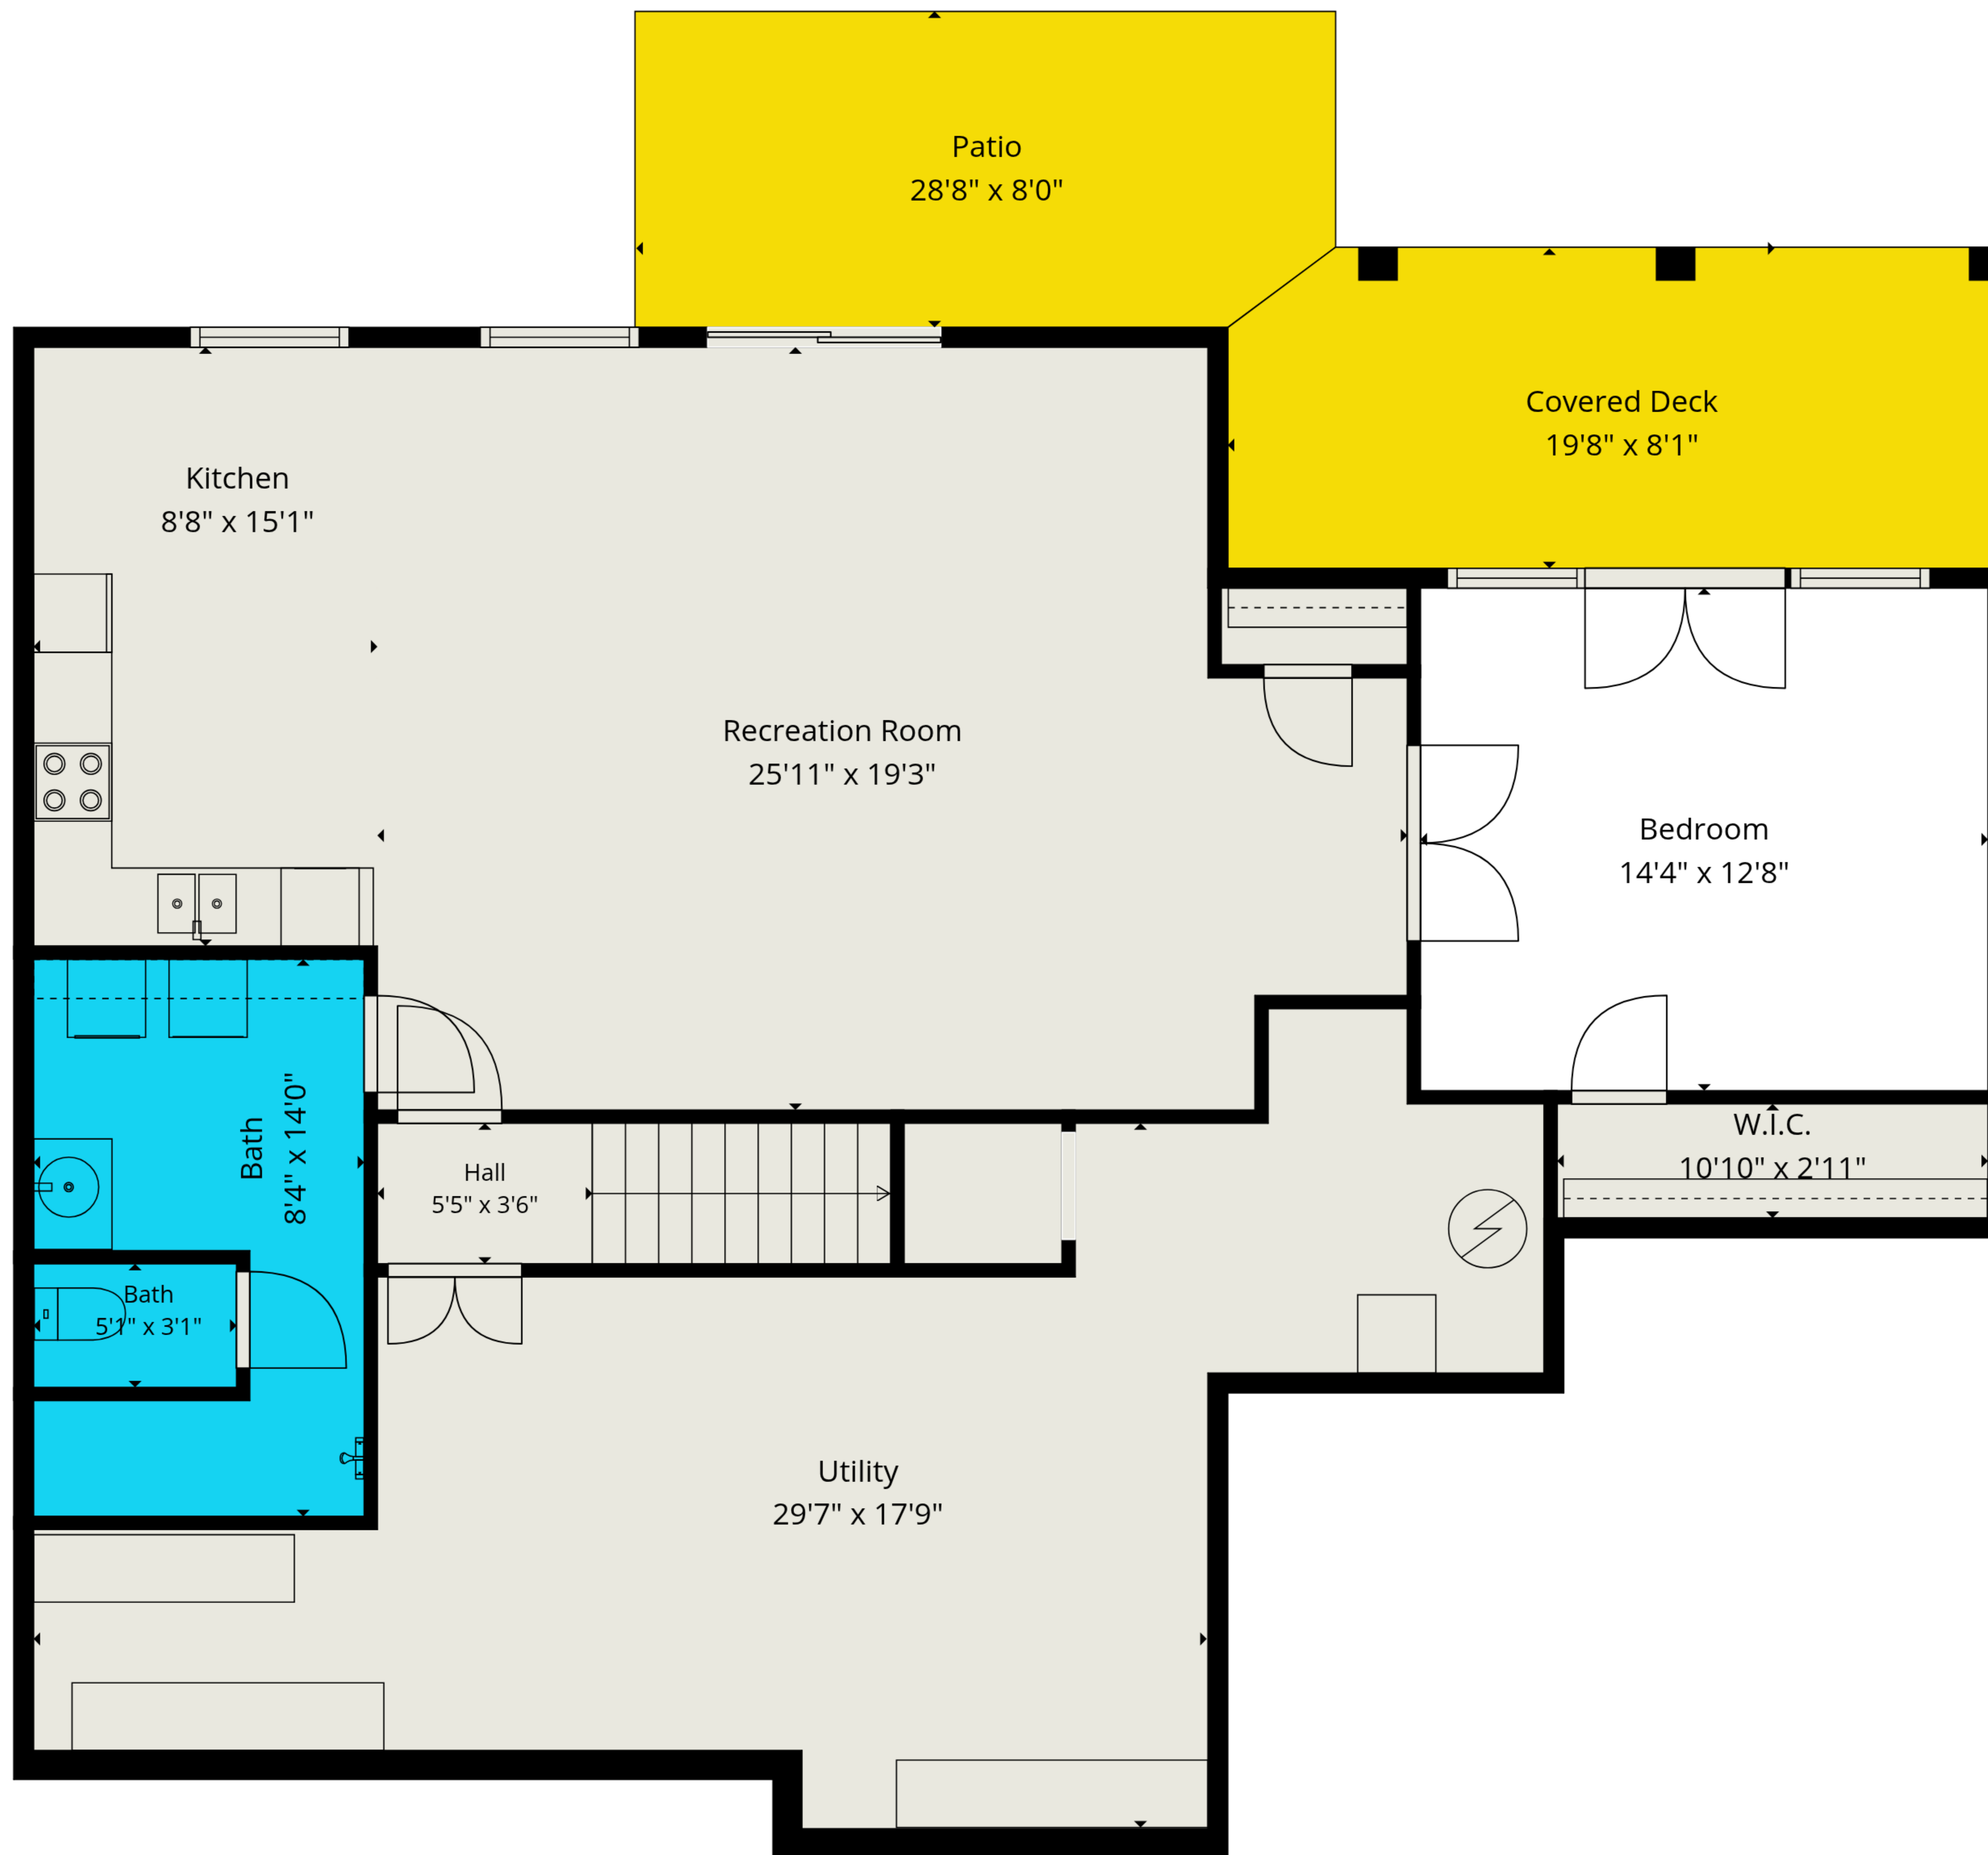 Patio
28'8" x 8'0"
Covered Deck
19'8" x 8'1"
Kitchen
8'8" x 15'1"
Recreation Room
25'11" x 19'3"
Bedroom
14'4" x 12'8"
Bath
8'4" x 14'0"
W.I.C.
10'10" x 2'11"
Hall
5'5" x 3'6"
Bath
5'1" x 3'1"
Utility
29'7" x 17'9"